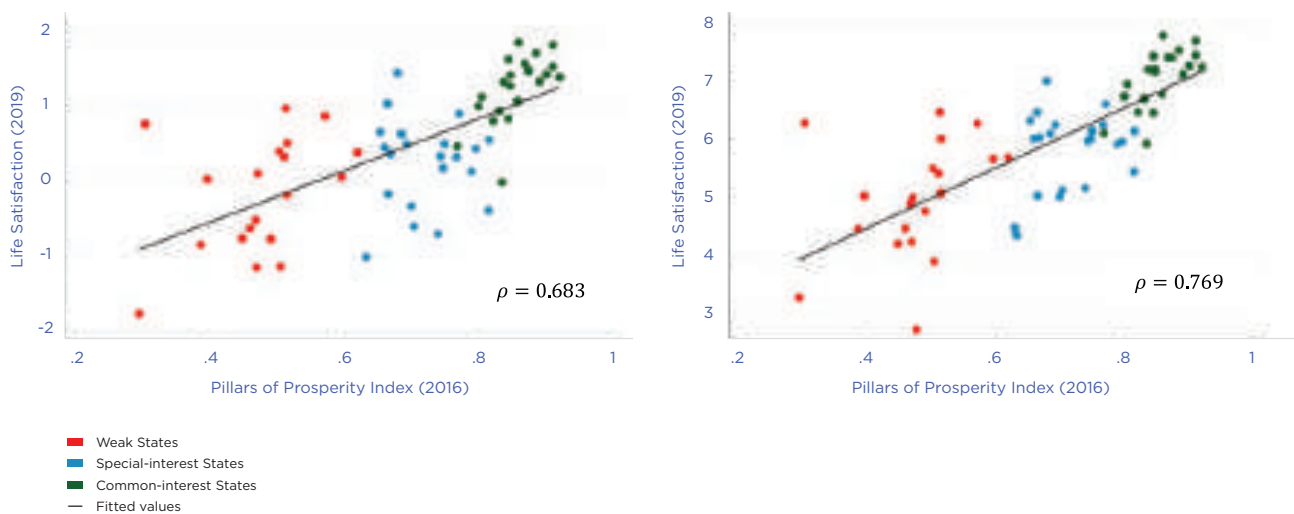 2
1
0
-1
-2
Life Satisfaction (2019)
ρ = 0.683
.2 .4 .6 .8 1
Pillars of Prosperity Index (2016)
8
7
6
5
4
3
Life Satisfaction (2019)
ρ = 0.769
.2 .4 .6 .8 1
Pillars of Prosperity Index (2016)
Weak States
Special-interest States
Common-interest States
Fitted values